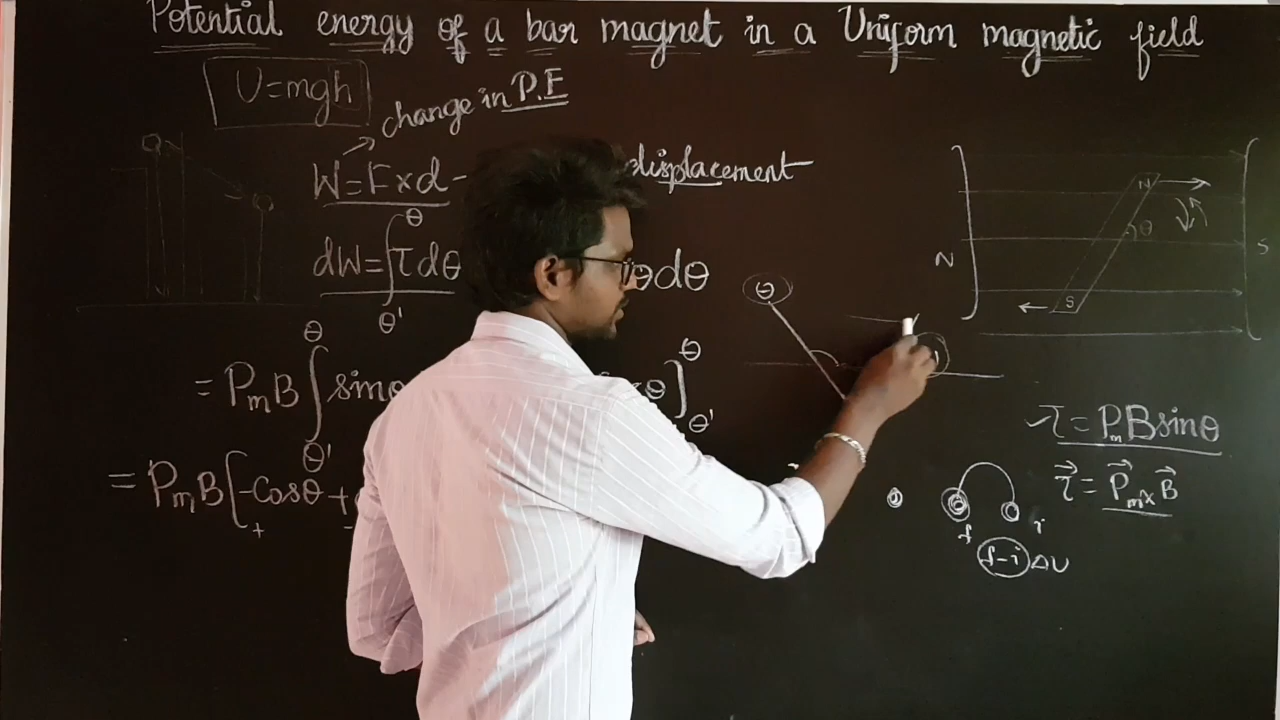 Potential energy of a bar magnet in a Uniform magnetic field
U=mgh
change in P.E
W=F×d
displacement
dW=∫τdθ
θ
θ'
θdθ
=PmB∫sinθ
θ
θ'
θ]
θ
θ'
=PmB[-Cosθ+
+
θ
N
S
N
S
θ
τ=PmBsinθ
τ⃗=P⃗m×B⃗
f
i
f-i ΔU